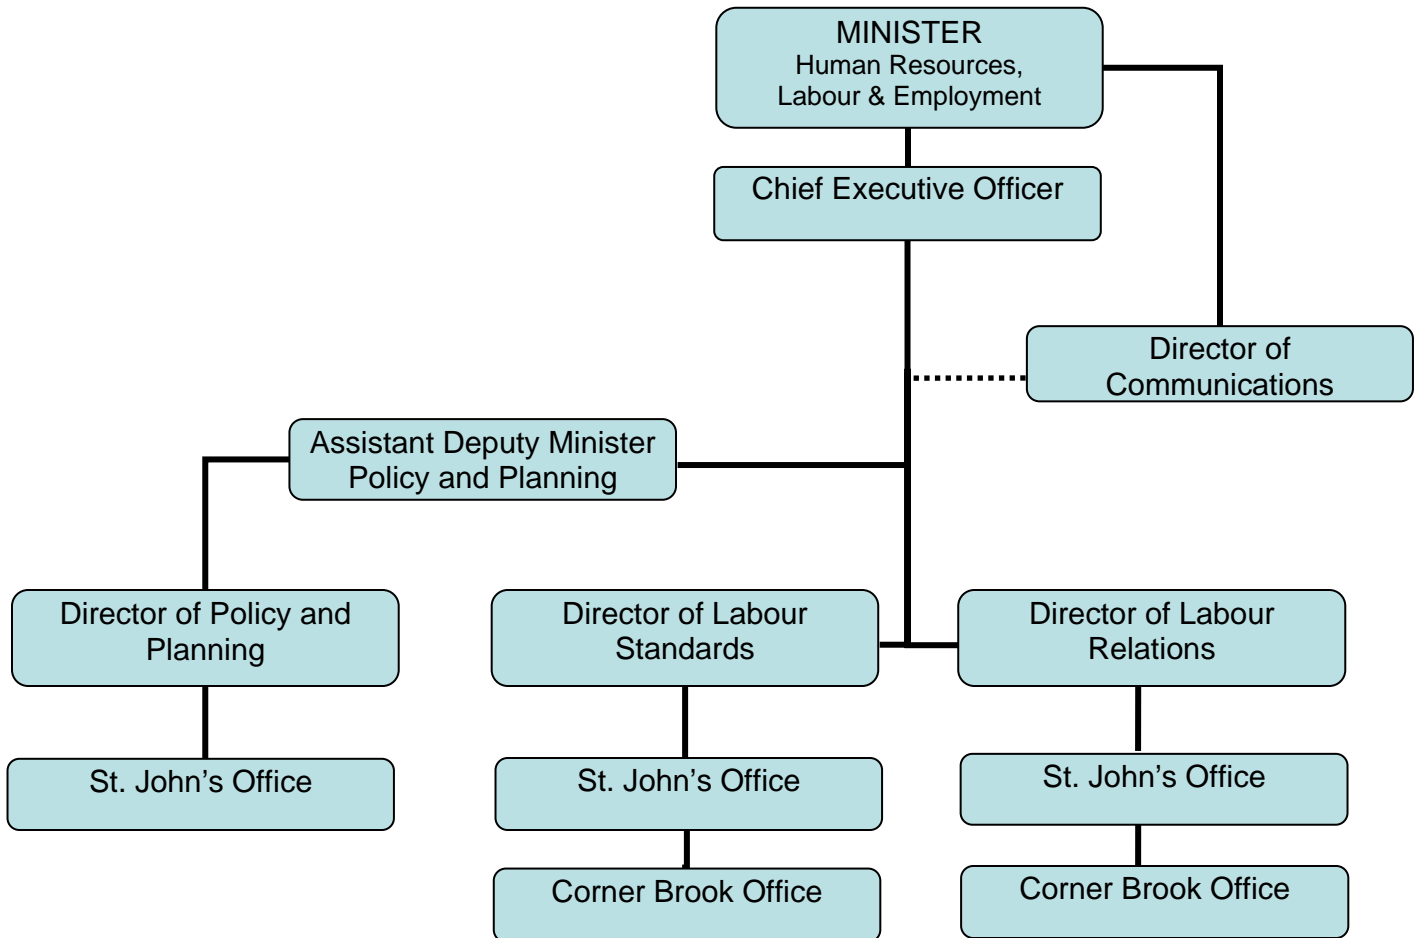 MINISTER
Human Resources,
Labour & Employment
Chief Executive Officer
Director of
Communications
Assistant Deputy Minister
Policy and Planning
Director of Policy and
Planning
Director of Labour
Standards
Director of Labour
Relations
St. John’s Office
St. John’s Office
St. John’s Office
Corner Brook Office
Corner Brook Office